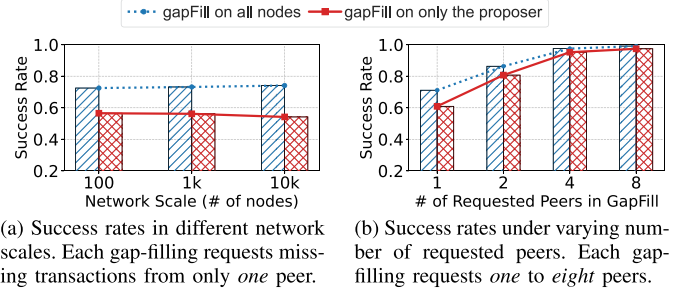 gapFill on all nodes gapFill on only the proposer
1.0
0.8
0.6
0.4
0.2
Success Rate
100 1k 10k
Network Scale (# of nodes)
1.0
0.8
0.6
0.4
0.2
Success Rate
1 2 4 8
# of Requested Peers in GapFill
(a) Success rates in different network
scales. Each gap-filling requests miss-
ing transactions from only one peer.
(b) Success rates under varying num-
ber of requested peers. Each gap-
filling requests one to eight peers.